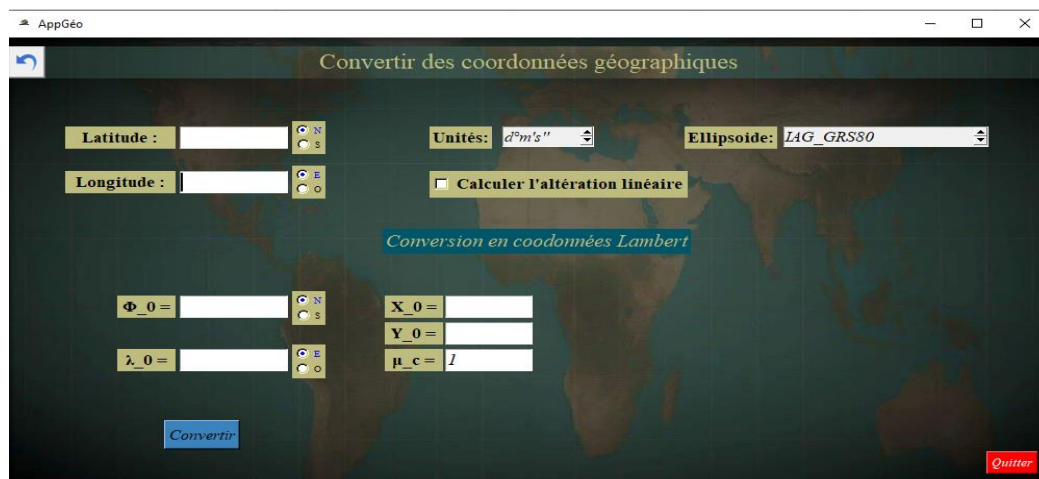 AppGéo
Convertir des coordonnées géographiques
Latitude : N S Unités: d°m's" Ellipsoide: IAG_GRS80
Longitude : E O Calculer l'altération linéaire
Conversion en coodonnées Lambert
Φ_0 = N S X_0 =
Y_0 =
λ_0 = E O μ_c = 1
Convertir
Quitter